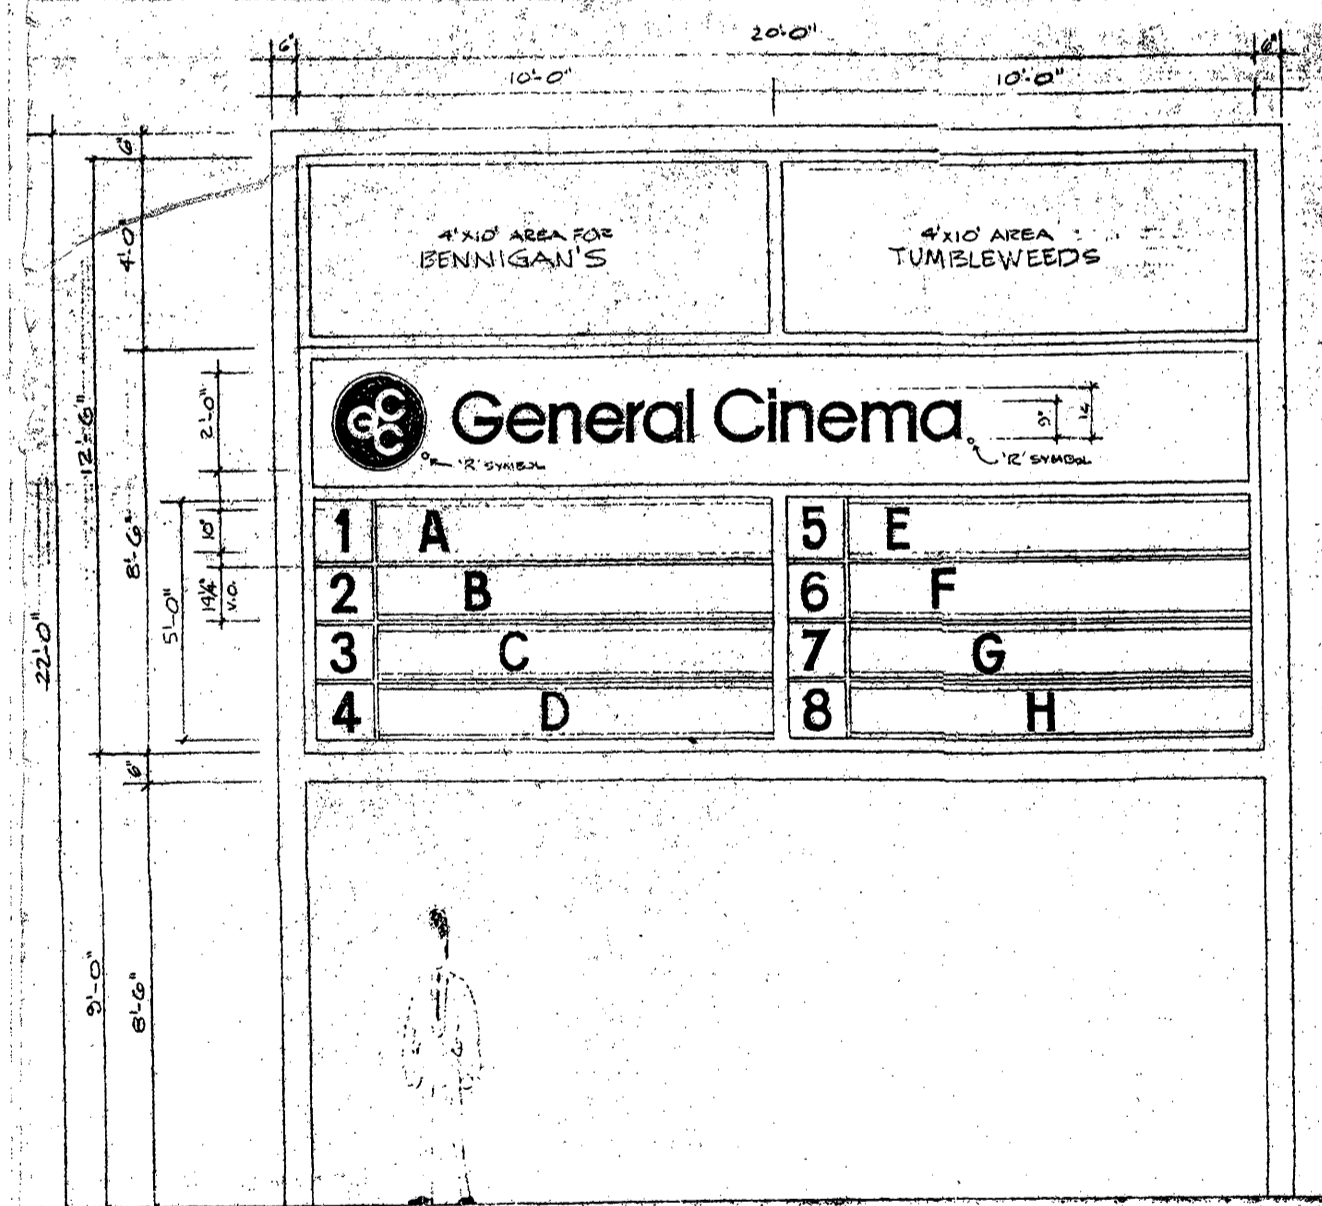 20'-0"
6" 6"
10'-0" 10'-0"
6"
4'-0"
4'X10' AREA FOR
BENNIGAN'S
4'X10' AREA
TUMBLEWEEDS
2'-0"
12'-6"
General Cinema
9"
'R' SYMBOL
'R' SYMBOL
8'-6"
5'-0"
10"
14¼"
V.O.
22'-0"
1 A
2 B
3 C
4 D
5 E
6 F
7 G
8 H
6"
9'-0"
8'-6"